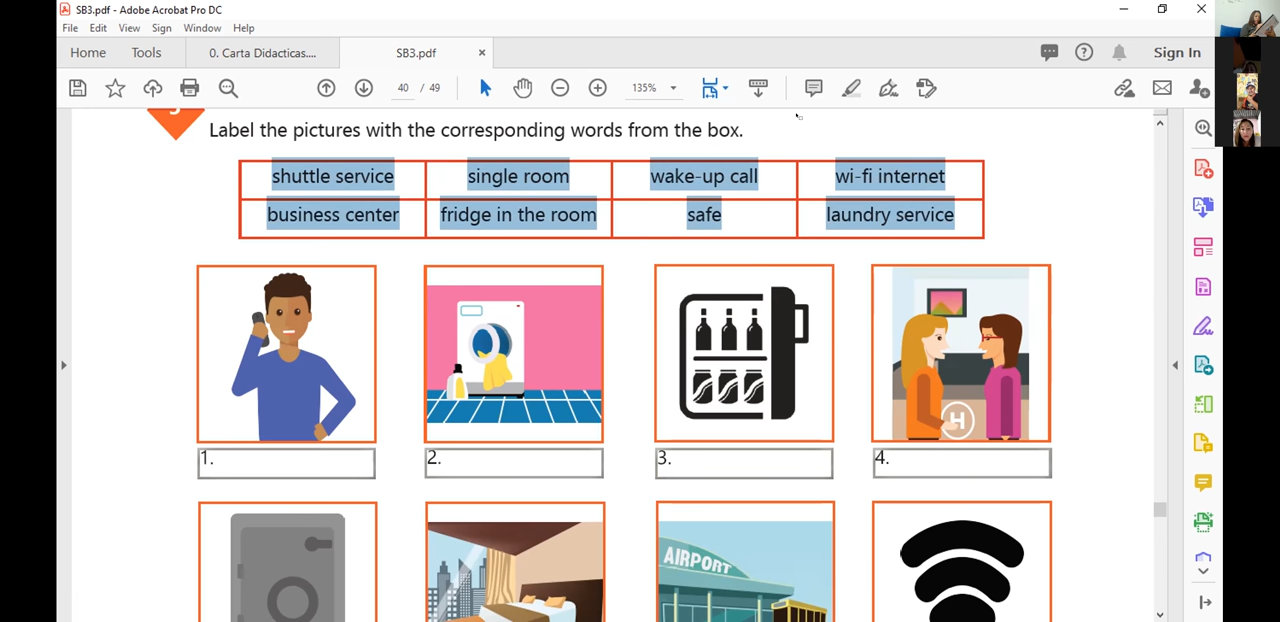 SB3.pdf - Adobe Acrobat Pro DC
File Edit View Sign Window Help
Home Tools 0. Carta Didacticas.... SB3.pdf Sign In
40 / 49 135%
Label the pictures with the corresponding words from the box.
shuttle service single room wake-up call wi-fi internet
business center fridge in the room safe laundry service
H
1. 2. 3. 4.
AIRPORT